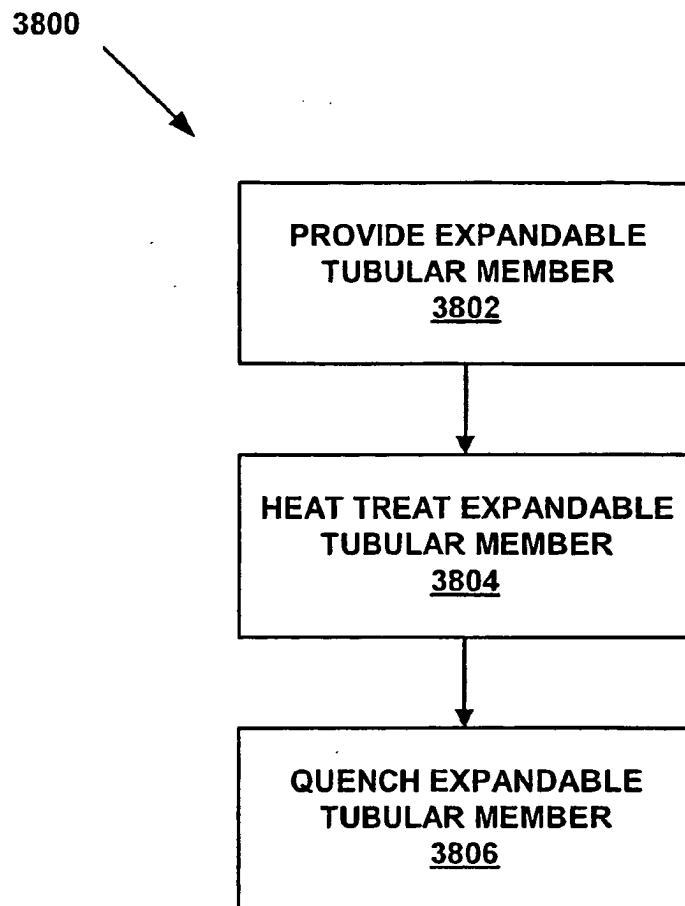 3800
PROVIDE EXPANDABLE
TUBULAR MEMBER
3802
HEAT TREAT EXPANDABLE
TUBULAR MEMBER
3804
QUENCH EXPANDABLE
TUBULAR MEMBER
3806